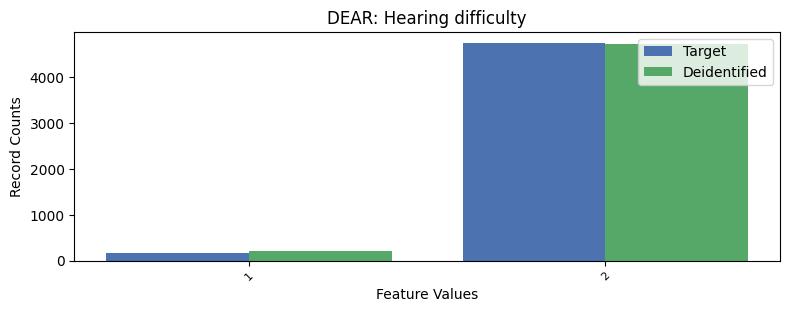 DEAR: Hearing difficulty
Target
Deidentified
Record Counts
4000
3000
2000
1000
0
1
2
Feature Values